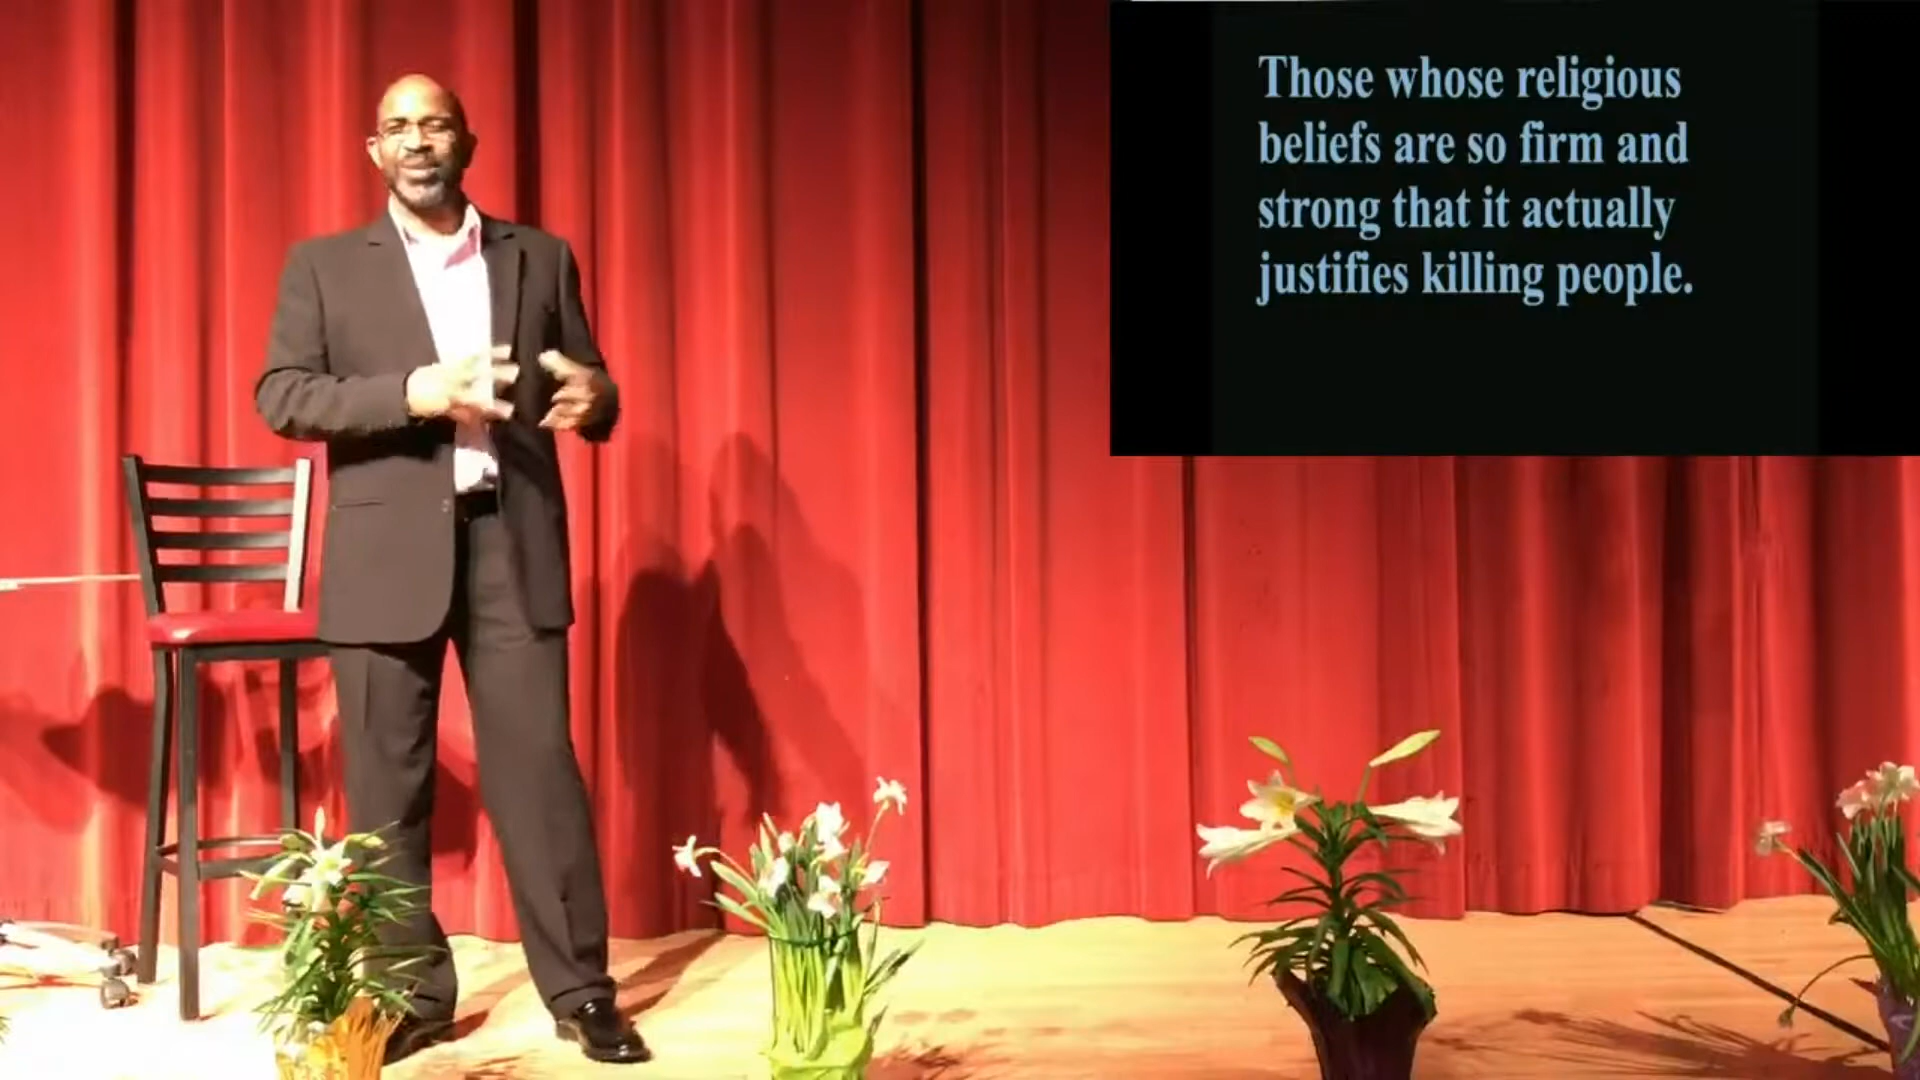 Those whose religious
beliefs are so firm and
strong that it actually
justifies killing people.